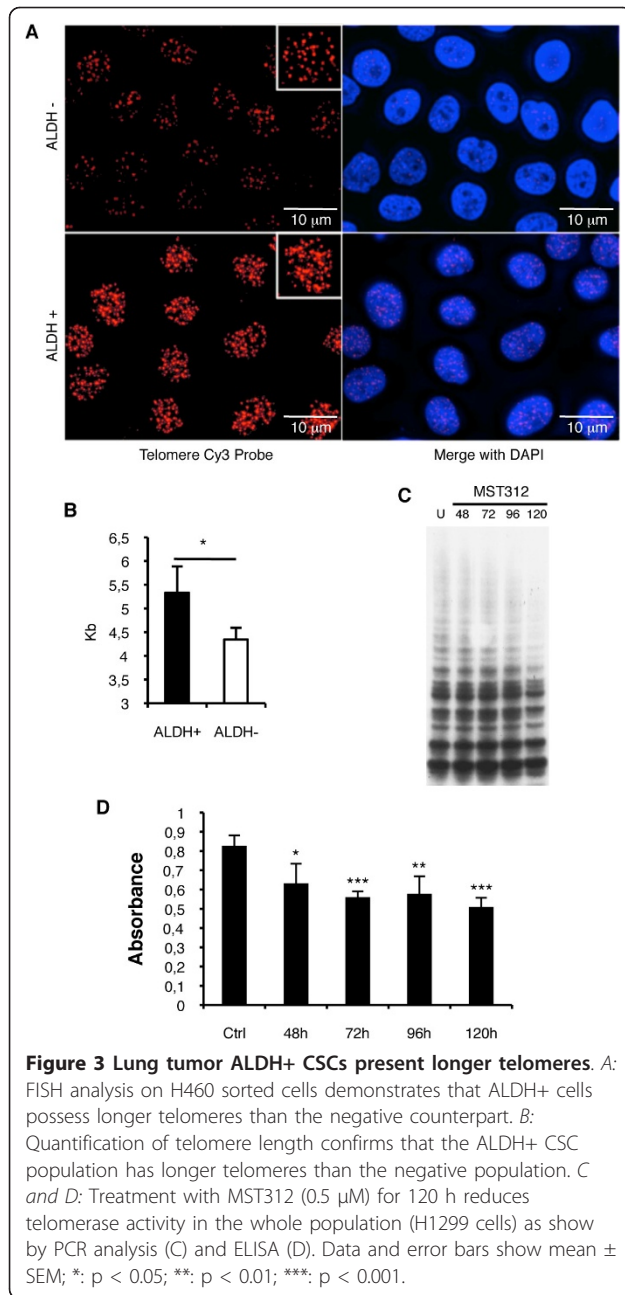 A
ALDH -
10 µm
10 µm
ALDH +
10 µm
10 µm
Telomere Cy3 Probe
Merge with DAPI
B
*
6,5
6
5,5
5
4,5
4
3,5
3
Kb
ALDH+
ALDH-
C
MST312
U 48 72 96 120
D
1
0,9
0,8
0,7
0,6
0,5
0,4
0,3
0,2
0,1
0
Absorbance
*
***
**
***
Ctrl
48h
72h
96h
120h
Figure 3 Lung tumor ALDH+ CSCs present longer telomeres. A:
FISH analysis on H460 sorted cells demonstrates that ALDH+ cells
possess longer telomeres than the negative counterpart. B:
Quantification of telomere length confirms that the ALDH+ CSC
population has longer telomeres than the negative population. C
and D: Treatment with MST312 (0.5 µM) for 120 h reduces
telomerase activity in the whole population (H1299 cells) as show
by PCR analysis (C) and ELISA (D). Data and error bars show mean ±
SEM; *: p < 0.05; **: p < 0.01; ***: p < 0.001.